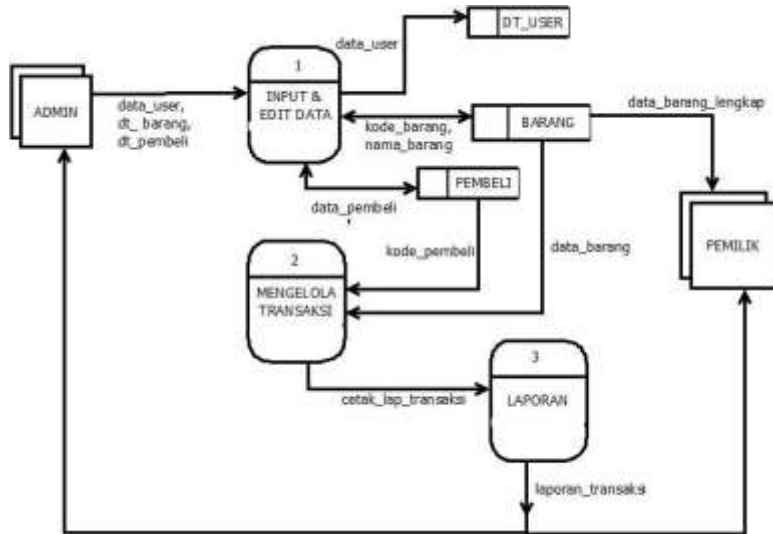 DT_USER
data_user
1
INPUT &
EDIT DATA
ADMIN
data_user,
dt_ barang,
dt_pembeli
kode_barang,
nama_barang
BARANG
data_barang_lengkap
PEMBELI
data_pembeli
,
kode_pembeli
data_barang
PEMILIK
2
MENGELOLA
TRANSAKSI
3
LAPORAN
cetak_lap_transaksi
laporan_transaksi